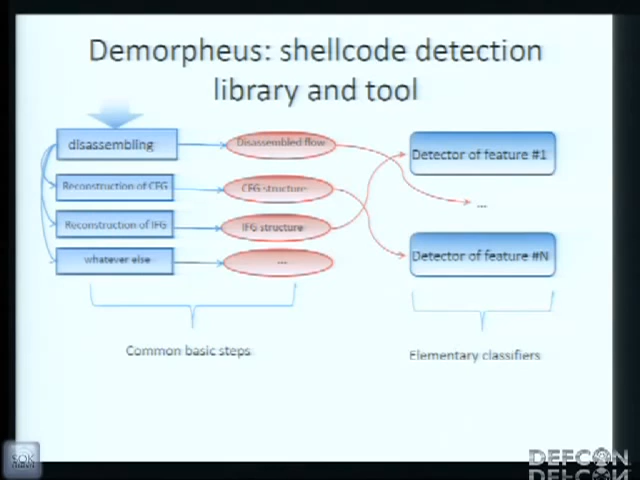 Demorpheus: shellcode detection
library and tool
disassembling
Disassembled flow
Detector of feature #1
Reconstruction of CFG
CFG structure
...
Reconstruction of IFG
IFG structure
whatever else
...
Detector of feature #N
Common basic steps
Elementary classifiers
SOK
DEFCON